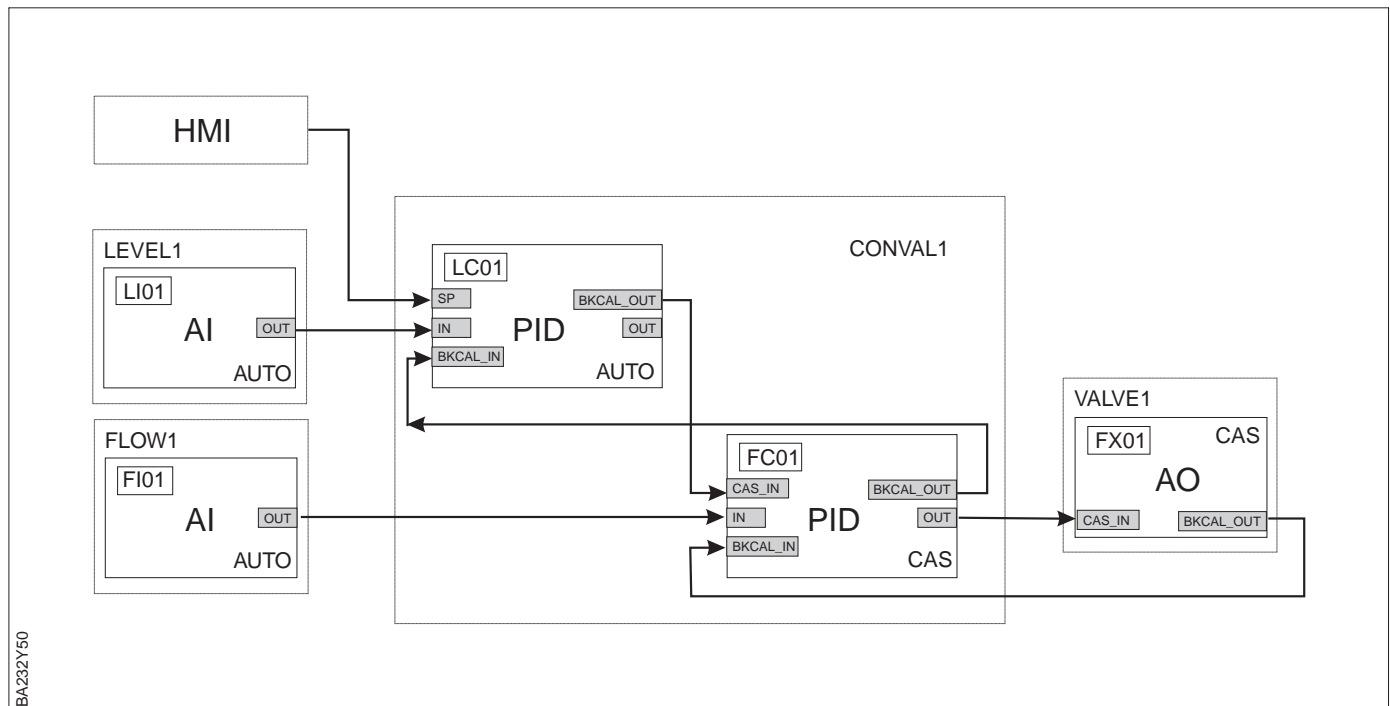 HMI
LEVEL1
LI01
AI
OUT
AUTO
FLOW1
FI01
AI
OUT
AUTO
CONVAL1
LC01
SP
BKCAL_OUT
IN
PID
OUT
BKCAL_IN
AUTO
FC01
CAS_IN
BKCAL_OUT
IN
PID
OUT
BKCAL_IN
CAS
VALVE1
FX01
CAS
AO
CAS_IN
BKCAL_OUT
BA232Y50